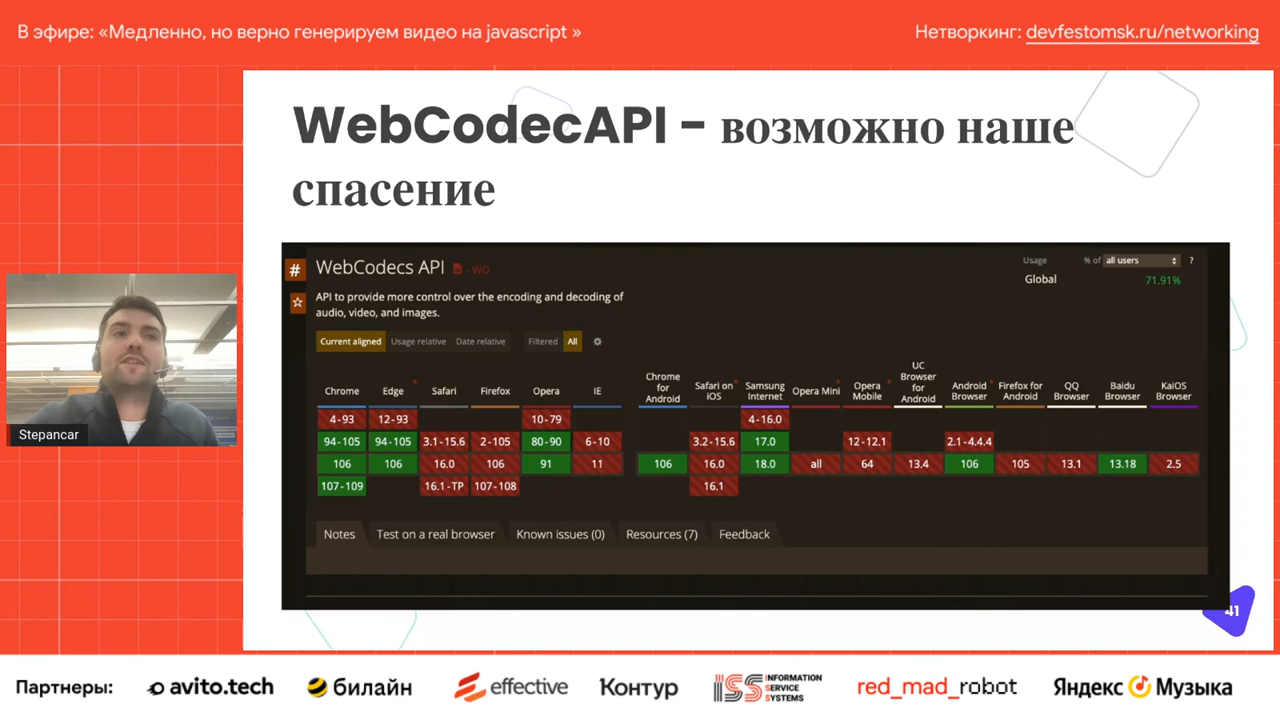 В эфире: «Медленно, но верно генерируем видео на javascript »
Нетворкинг: devfestomsk.ru/networking
WebCodecAPI - возможно наше
спасение
Stepancar
# WebCodecs API - WD
API to provide more control over the encoding and decoding of
audio, video, and images.
Usage % of all users ?
Global 71.91%
Current aligned Usage relative Date relative Filtered All
Chrome Edge Safari Firefox Opera IE Chrome for Android Safari on iOS Samsung Internet Opera Mini Opera Mobile UC Browser for Android Android Browser Firefox for Android QQ Browser Baidu Browser KaiOS Browser
4-93 12-93 10-79 4-16.0
94-105 94-105 3.1-15.6 2-105 80-90 6-10 3.2-15.6 17.0 12-12.1 2.1-4.4.4
106 106 16.0 106 91 11 106 16.0 18.0 all 64 13.4 106 105 13.1 13.18 2.5
107-109 16.1-TP 107-108 16.1
Notes Test on a real browser Known issues (0) Resources (7) Feedback
41
Партнеры: avito.tech билайн effective Контур ISS INFORMATION SERVICE SYSTEMS red_mad_robot Яндекс Музыка